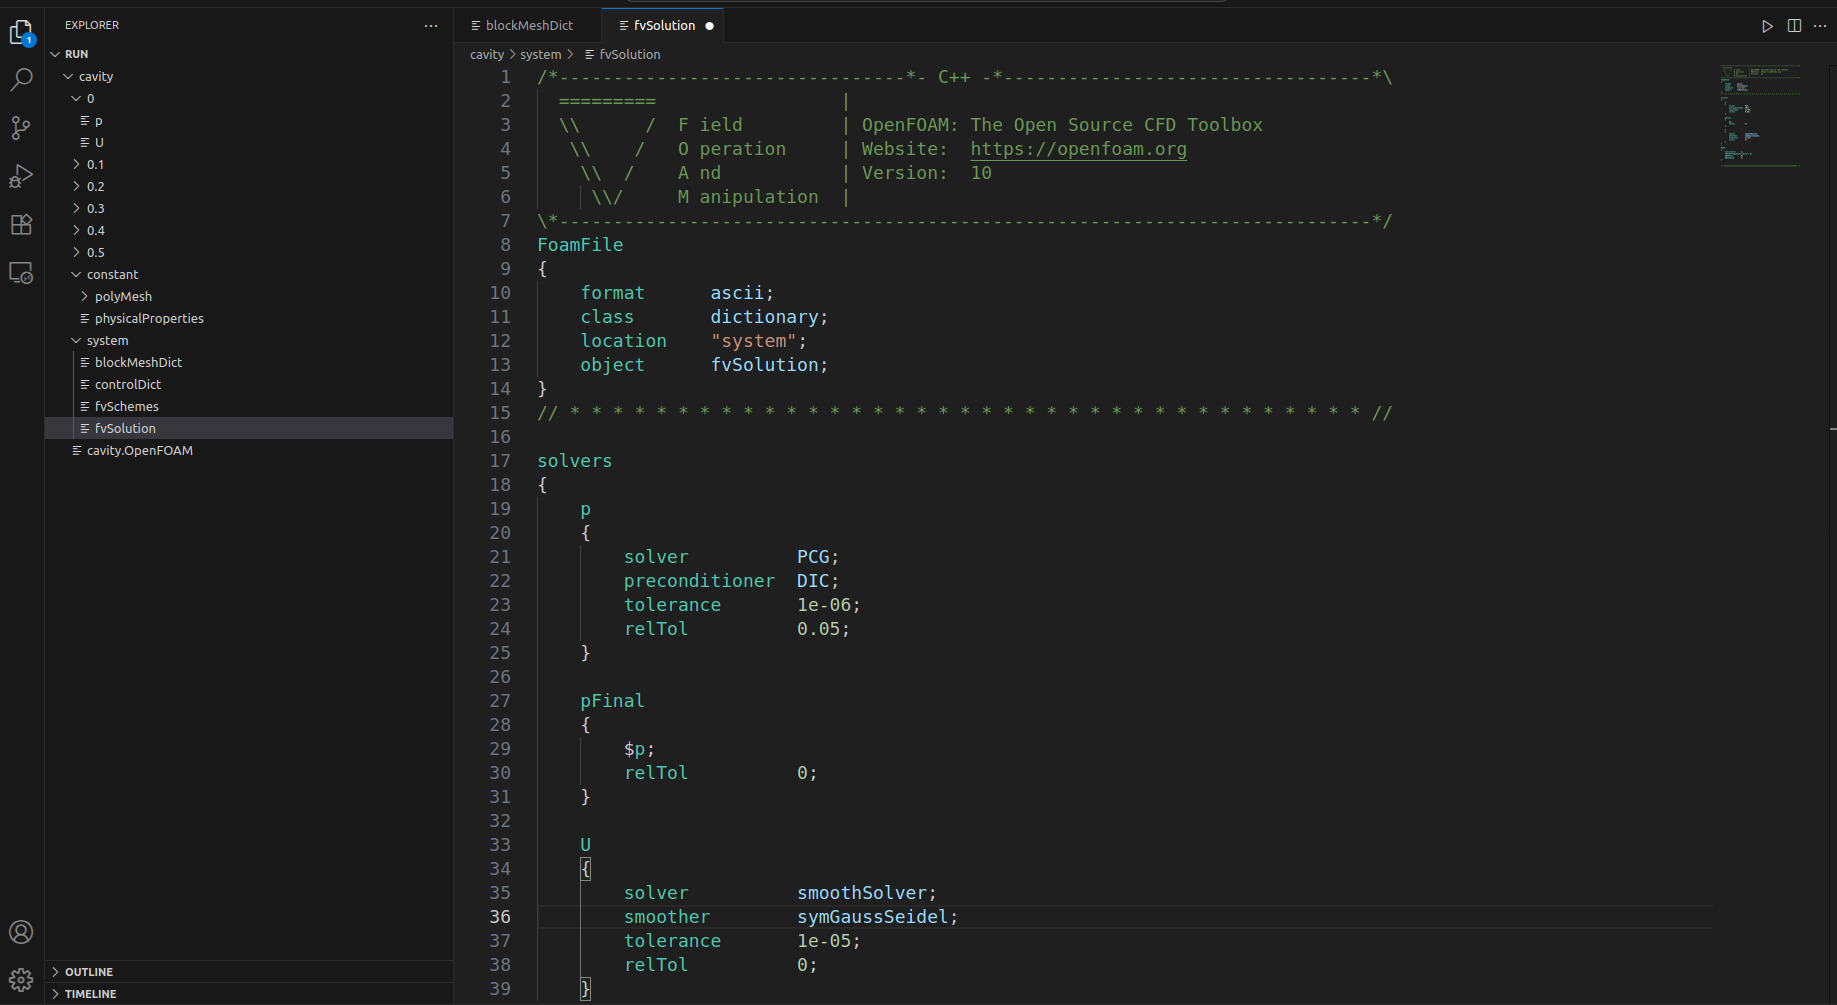 EXPLORER
RUN
cavity
0
p
U
0.1
0.2
0.3
0.4
0.5
constant
polyMesh
physicalProperties
system
blockMeshDict
controlDict
fvSchemes
fvSolution
cavity.OpenFOAM
OUTLINE
TIMELINE
1
blockMeshDict fvSolution
cavity > system > fvSolution
1 /*--------------------------------*- C++ -*----------------------------------*\
2   =========                 |
3   \\      /  F ield         | OpenFOAM: The Open Source CFD Toolbox
4    \\    /   O peration     | Website:  https://openfoam.org
5     \\  /    A nd           | Version:  10
6      \\/     M anipulation  |
7 \*---------------------------------------------------------------------------*/
8 FoamFile
9 {
10     format      ascii;
11     class       dictionary;
12     location    "system";
13     object      fvSolution;
14 }
15 // * * * * * * * * * * * * * * * * * * * * * * * * * * * * * * * * * * * * * //
16
17 solvers
18 {
19     p
20     {
21         solver          PCG;
22         preconditioner  DIC;
23         tolerance       1e-06;
24         relTol          0.05;
25     }
26
27     pFinal
28     {
29         $p;
30         relTol          0;
31     }
32
33     U
34     {
35         solver          smoothSolver;
36         smoother        symGaussSeidel;
37         tolerance       1e-05;
38         relTol          0;
39     }